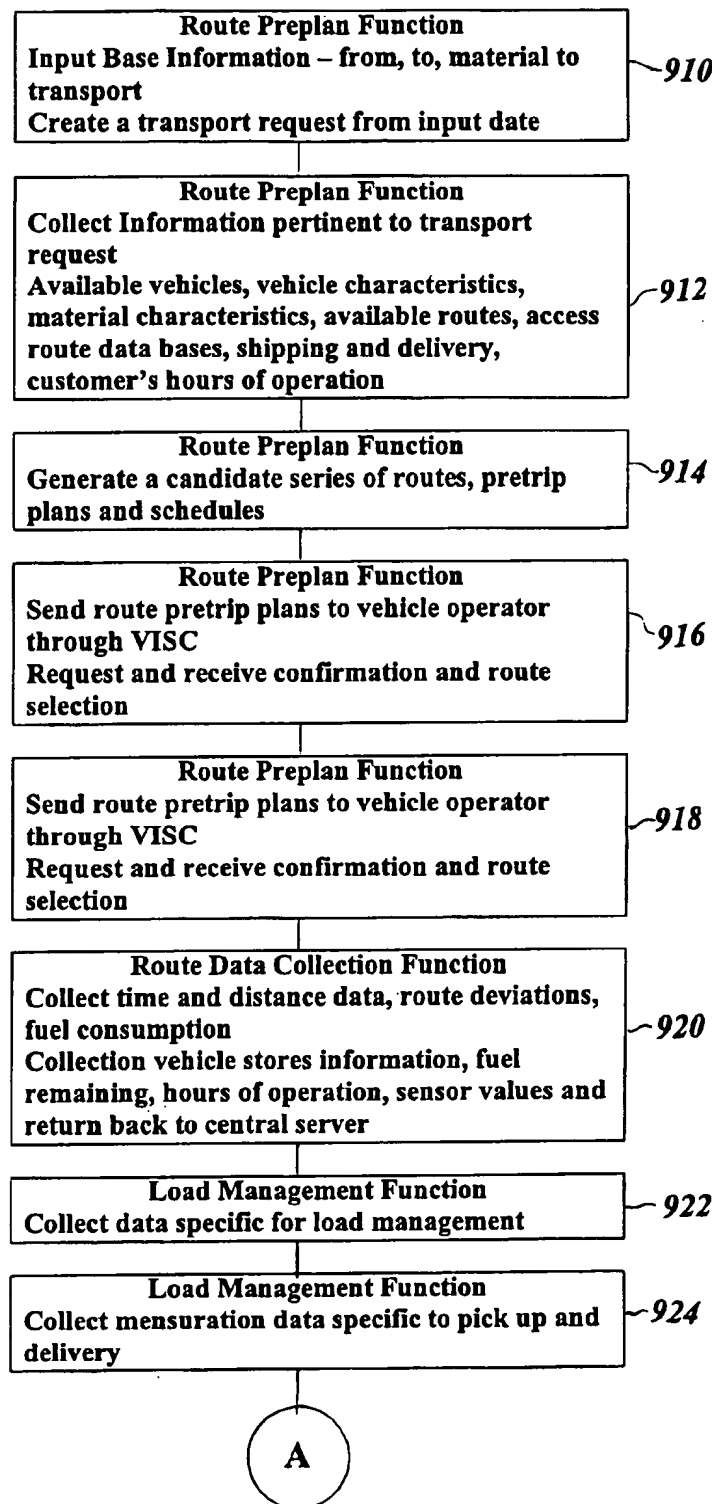 Route Preplan Function
Input Base Information – from, to, material to
transport
Create a transport request from input date
910
Route Preplan Function
Collect Information pertinent to transport
request
Available vehicles, vehicle characteristics,
material characteristics, available routes, access
route data bases, shipping and delivery,
customer's hours of operation
912
Route Preplan Function
Generate a candidate series of routes, pretrip
plans and schedules
914
Route Preplan Function
Send route pretrip plans to vehicle operator
through VISC
Request and receive confirmation and route
selection
916
Route Preplan Function
Send route pretrip plans to vehicle operator
through VISC
Request and receive confirmation and route
selection
918
Route Data Collection Function
Collect time and distance data, route deviations,
fuel consumption
Collection vehicle stores information, fuel
remaining, hours of operation, sensor values and
return back to central server
920
Load Management Function
Collect data specific for load management
922
Load Management Function
Collect mensuration data specific to pick up and
delivery
924
A